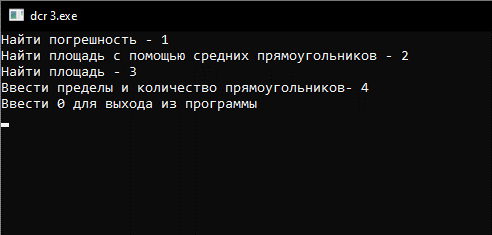 dcr 3.exe
Найти погрешность - 1
Найти площадь с помощью средних прямоугольников - 2
Найти площадь - 3
Ввести пределы и количество прямоугольников- 4
Ввести 0 для выхода из программы